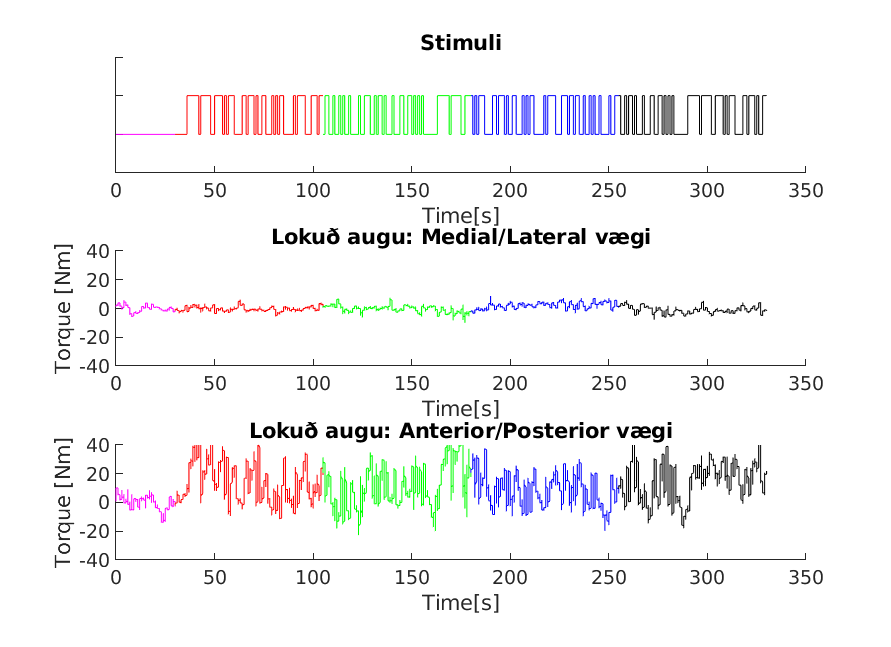 Stimuli
0 50 100 150 200 250 300 350
Time[s]
Lokuð augu: Medial/Lateral vægi
Torque [Nm]
40
20
0
-20
-40
0 50 100 150 200 250 300 350
Time[s]
Lokuð augu: Anterior/Posterior vægi
Torque [Nm]
40
20
0
-20
-40
0 50 100 150 200 250 300 350
Time[s]